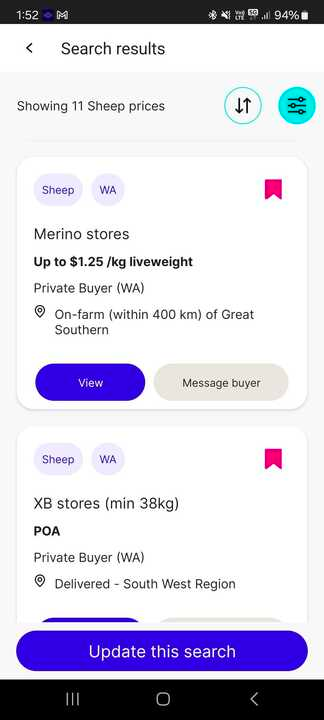 1:52
94%
Search results
Showing 11 Sheep prices
Sheep
WA
Merino stores
Up to $1.25 /kg liveweight
Private Buyer (WA)
On-farm (within 400 km) of Great
Southern
View
Message buyer
Sheep
WA
XB stores (min 38kg)
POA
Private Buyer (WA)
Delivered - South West Region
Update this search